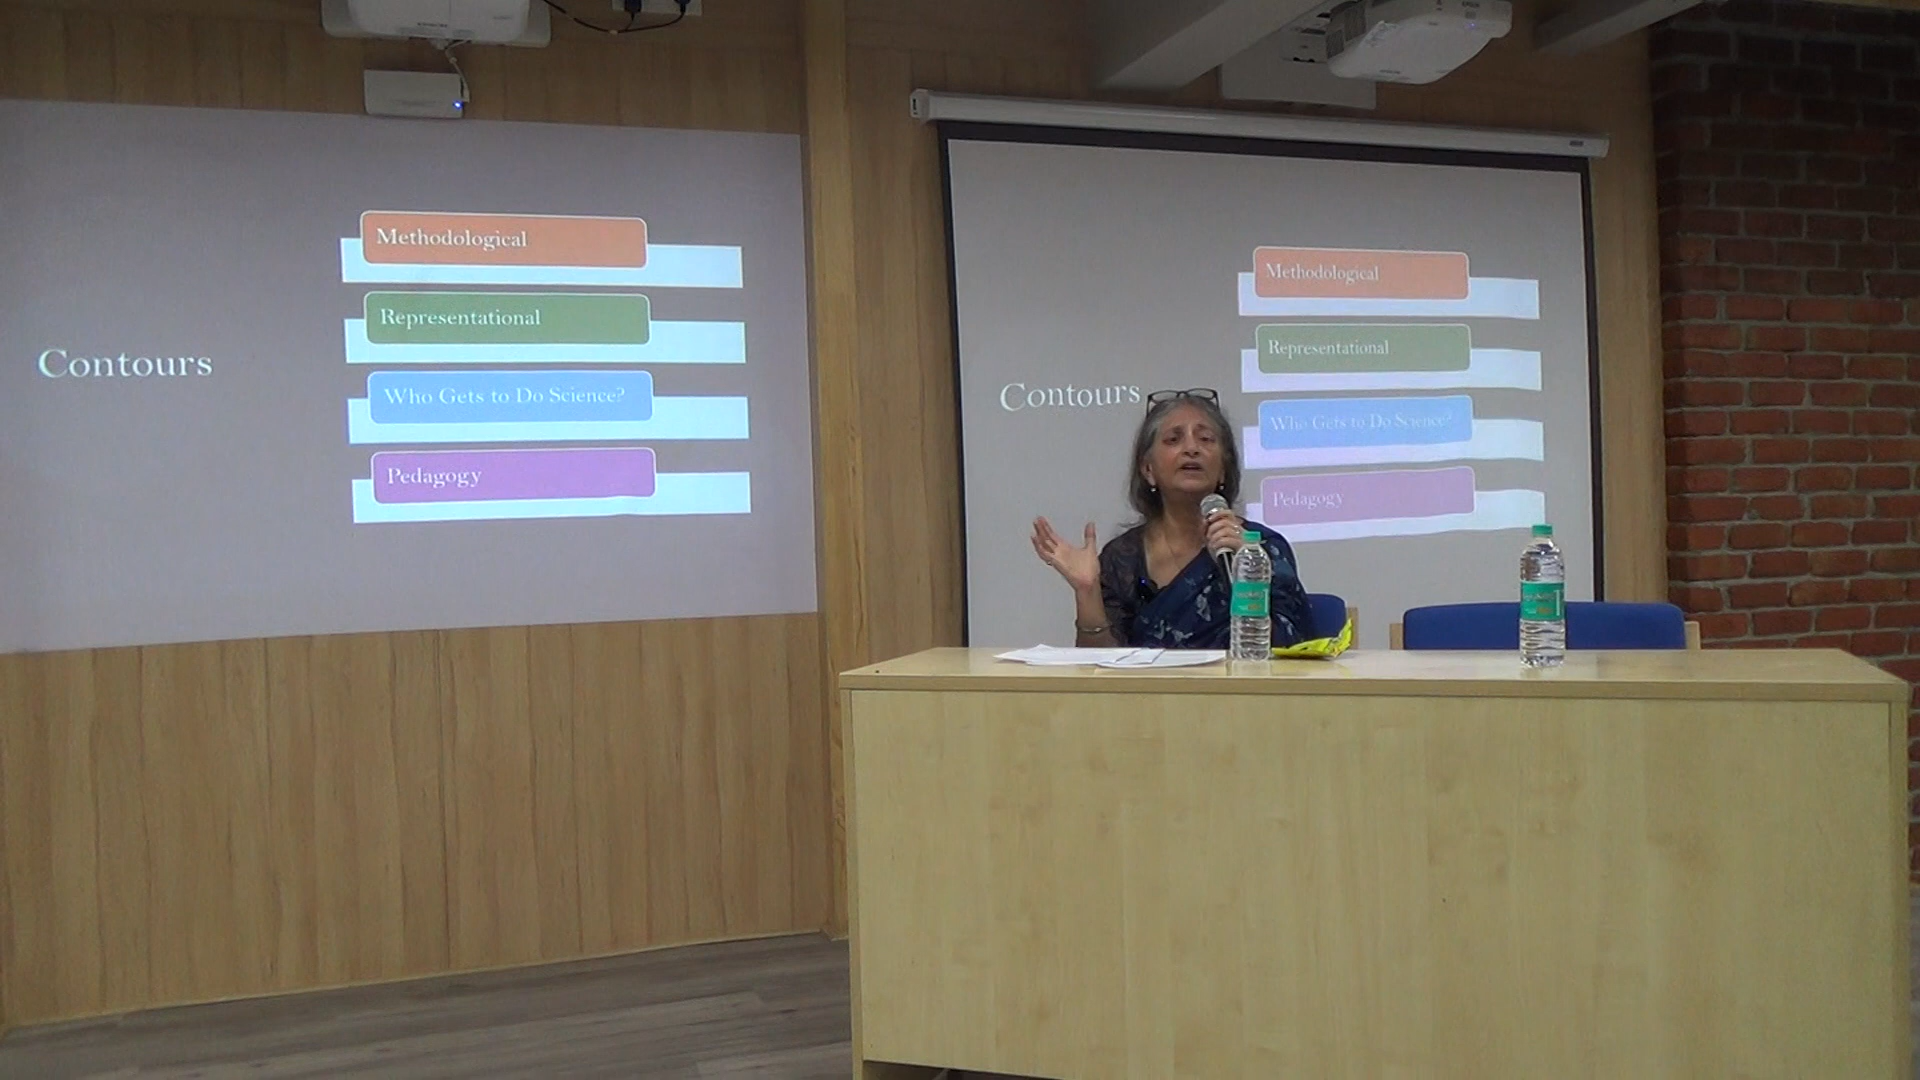 Contours
Methodological
Representational
Who Gets to Do Science?
Pedagogy
Contours
Methodological
Representational
Who Gets to Do Science?
Pedagogy